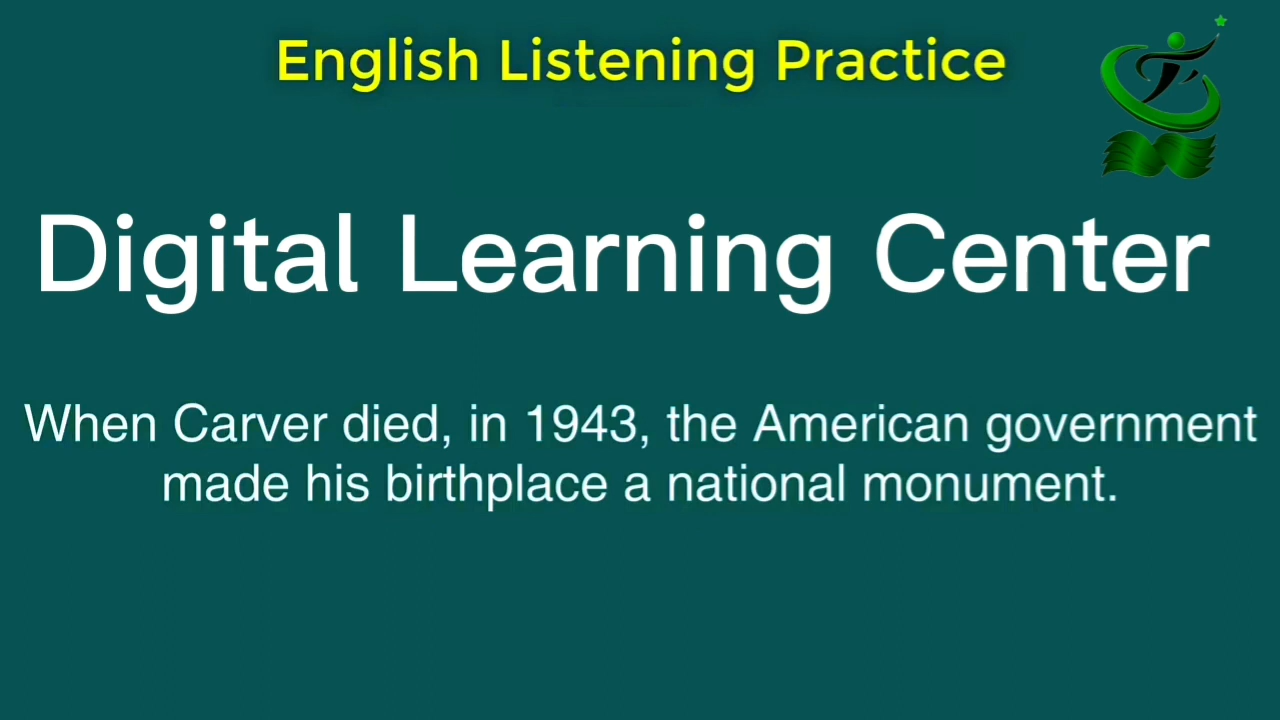 English Listening Practice
Digital Learning Center
When Carver died, in 1943, the American government
made his birthplace a national monument.